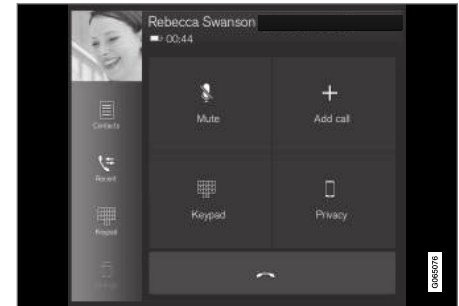 Rebecca Swanson
00:44
Contacts
Recent
Keypad
Mute
Add call
Keypad
Privacy
G065076